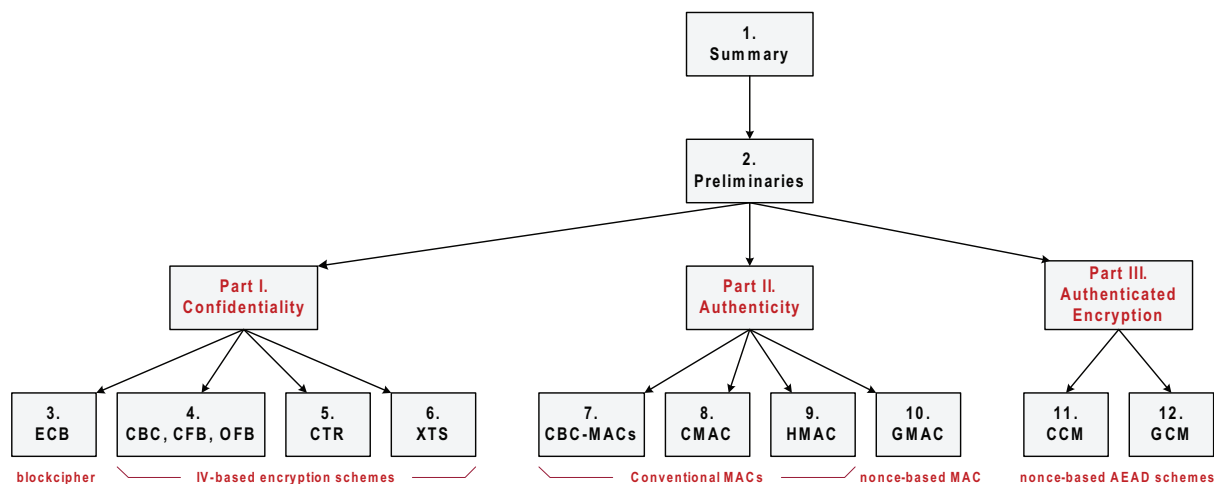 1.
Summary
2.
Preliminaries
Part I.
Confidentiality
Part II.
Authenticity
Part III.
Authenticated
Encryption
3.
ECB
4.
CBC, CFB, OFB
5.
CTR
6.
XTS
7.
CBC-MACs
8.
CMAC
9.
HMAC
10.
GMAC
11.
CCM
12.
GCM
blockcipher
IV-based encryption schemes
Conventional MACs
nonce-based MAC
nonce-based AEAD schemes